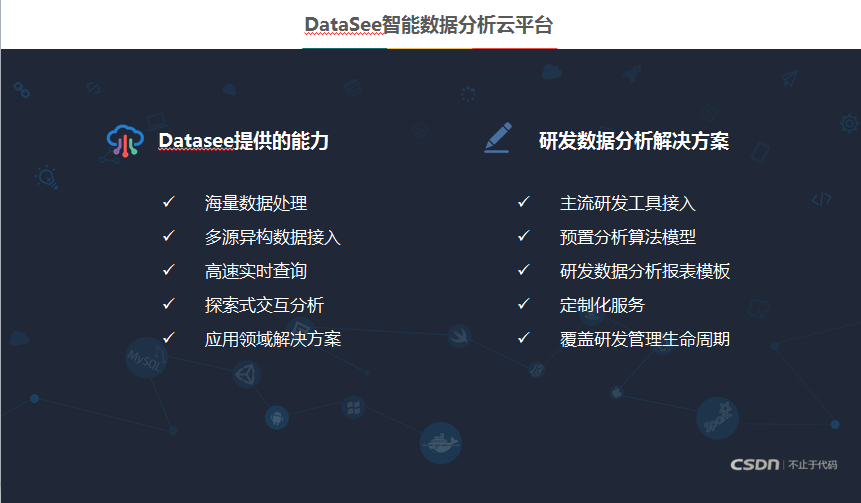 DataSee智能数据分析云平台
Datasee提供的能力
海量数据处理
多源异构数据接入
高速实时查询
探索式交互分析
应用领域解决方案
研发数据分析解决方案
主流研发工具接入
预置分析算法模型
研发数据分析报表模板
定制化服务
覆盖研发管理生命周期
MySQL
CSDN 不止于代码